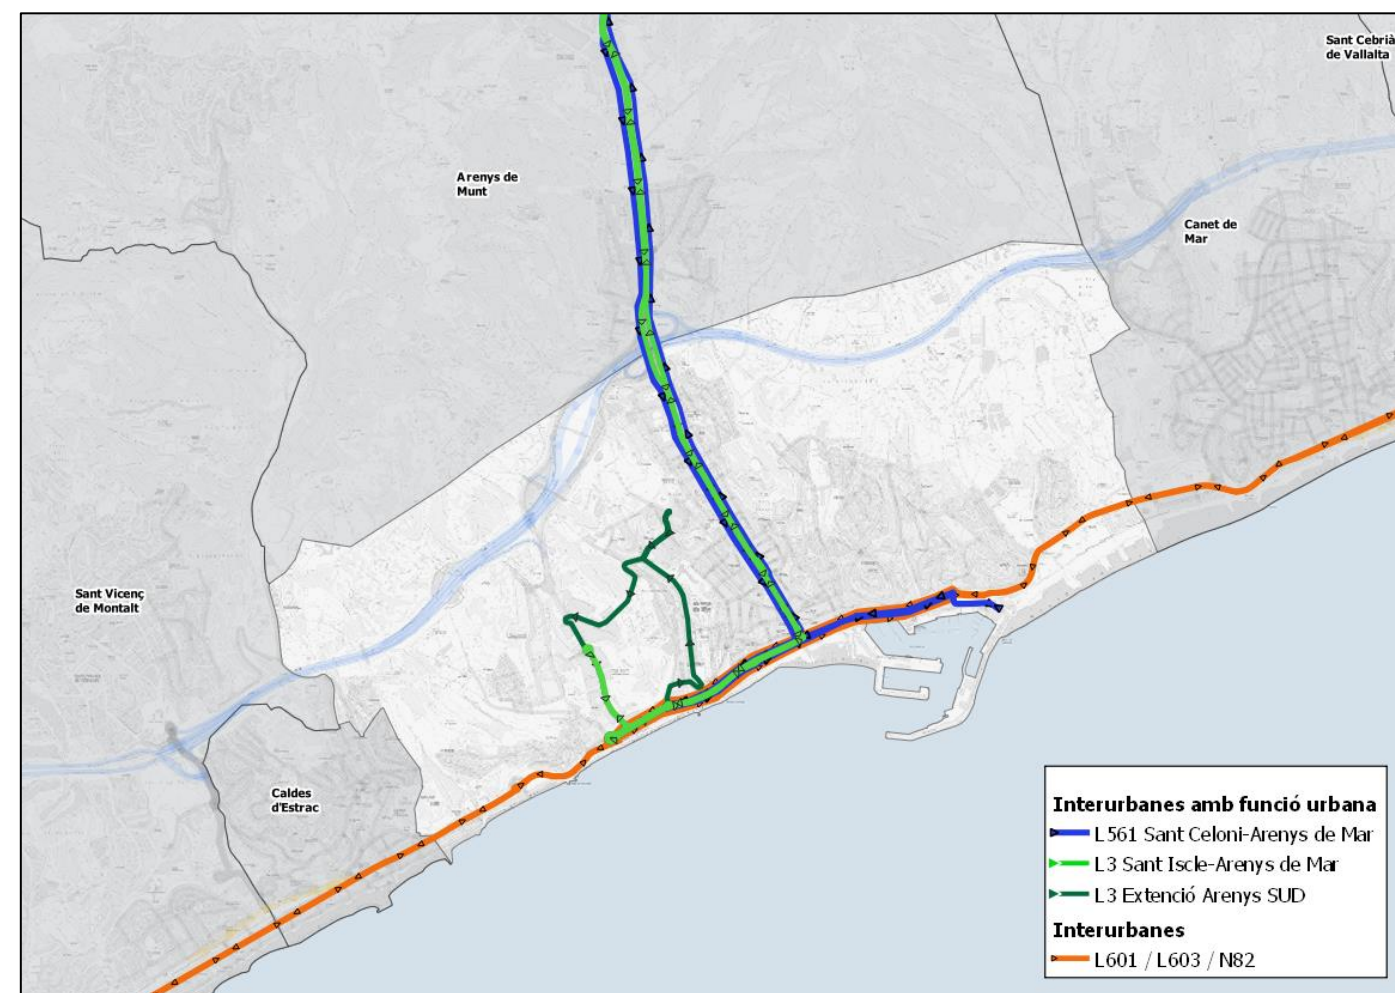 Sant Cebrià
de Vallalta
Arenys de
Munt
Canet de
Mar
Sant Vicenç
de Montalt
Caldes
d'Estrac
Interurbanes amb funció urbana
L561 Sant Celoni-Arenys de Mar
L3 Sant Iscle-Arenys de Mar
L3 Extenció Arenys SUD
Interurbanes
L601 / L603 / N82